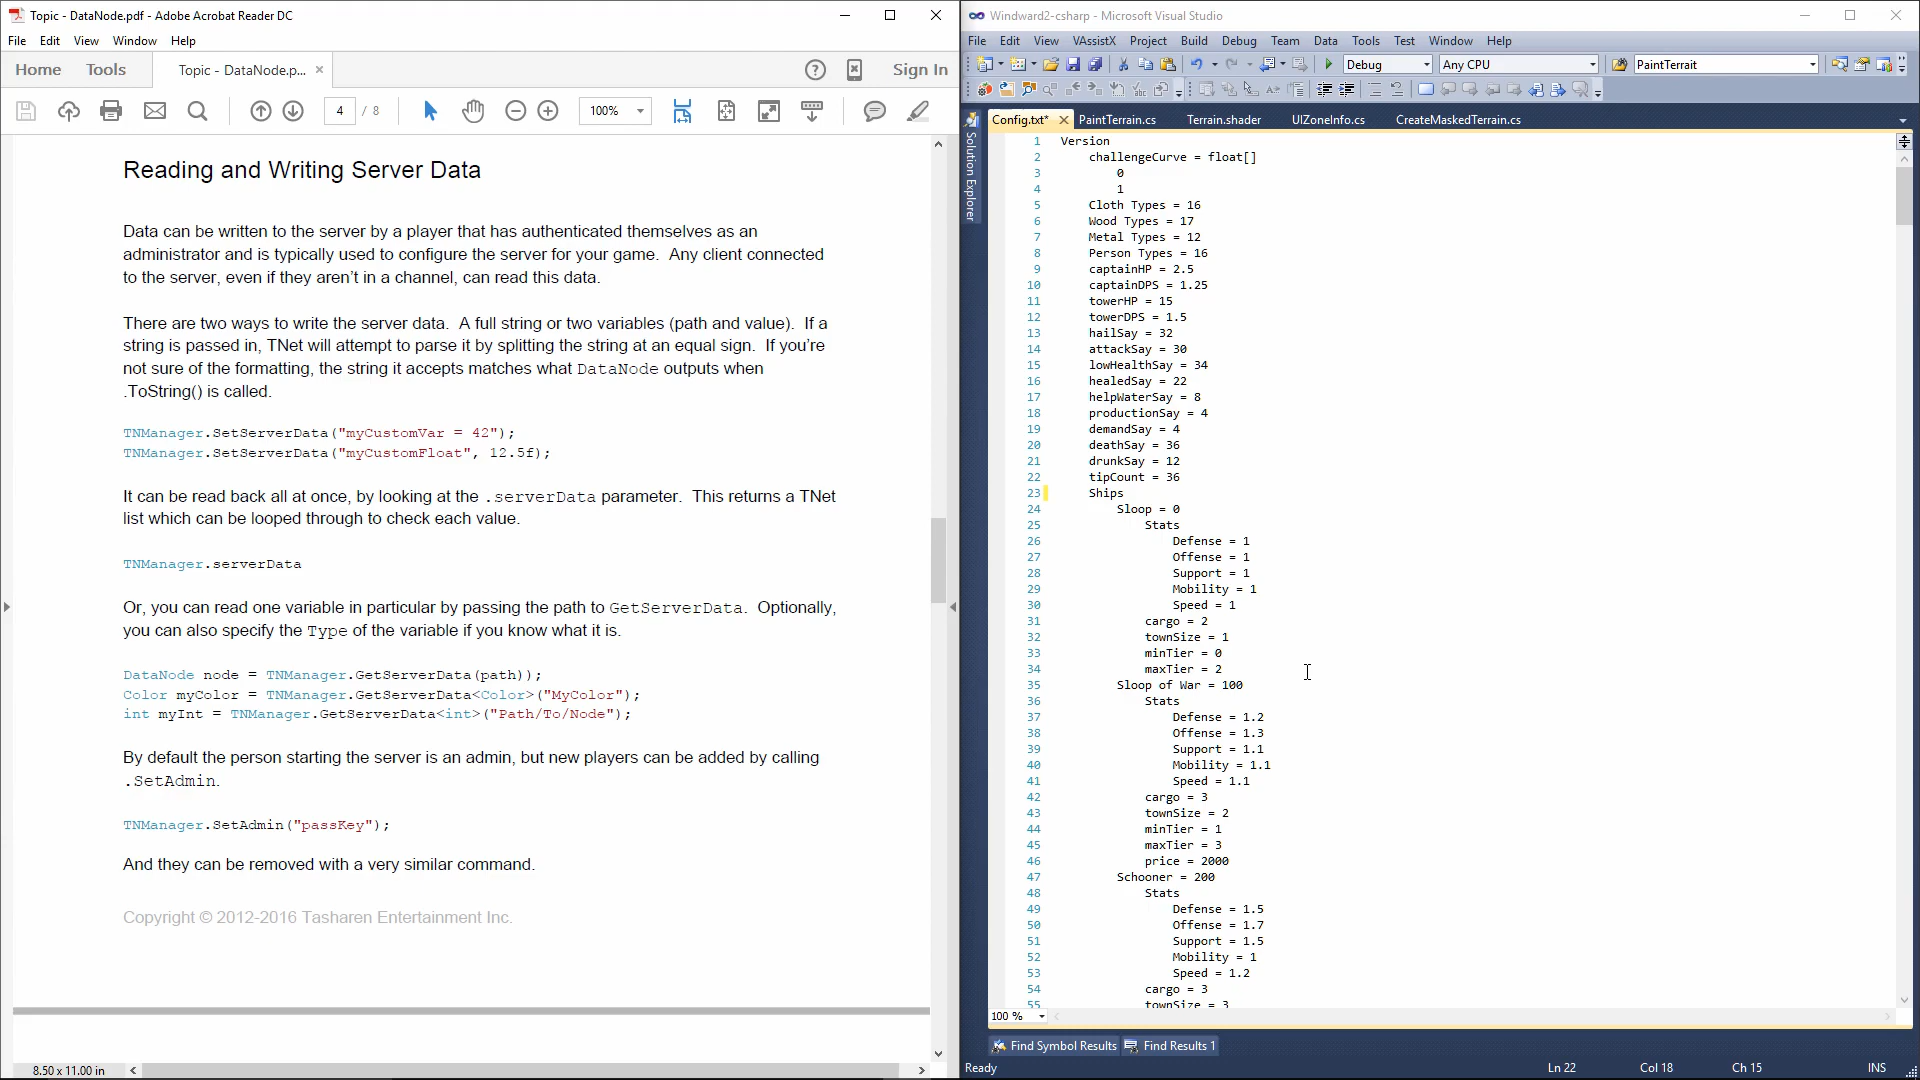 Topic - DataNode.pdf - Adobe Acrobat Reader DC
File Edit View Window Help
Home Tools Topic - DataNode.p... × Sign In
4 / 8 100%
Reading and Writing Server Data
Data can be written to the server by a player that has authenticated themselves as an
administrator and is typically used to configure the server for your game. Any client connected
to the server, even if they aren't in a channel, can read this data.
There are two ways to write the server data. A full string or two variables (path and value). If a
string is passed in, TNet will attempt to parse it by splitting the string at an equal sign. If you're
not sure of the formatting, the string it accepts matches what DataNode outputs when
.ToString() is called.
TNManager.SetServerData("myCustomVar = 42");
TNManager.SetServerData("myCustomFloat", 12.5f);
It can be read back all at once, by looking at the .serverData parameter. This returns a TNet
list which can be looped through to check each value.
TNManager.serverData
Or, you can read one variable in particular by passing the path to GetServerData. Optionally,
you can also specify the Type of the variable if you know what it is.
DataNode node = TNManager.GetServerData(path));
Color myColor = TNManager.GetServerData<Color>("MyColor");
int myInt = TNManager.GetServerData<int>("Path/To/Node");
By default the person starting the server is an admin, but new players can be added by calling
.SetAdmin.
TNManager.SetAdmin("passKey");
And they can be removed with a very similar command.
Copyright © 2012-2016 Tasharen Entertainment Inc.
8.50 x 11.00 in
Windward2-csharp - Microsoft Visual Studio
File Edit View VAssistX Project Build Debug Team Data Tools Test Window Help
Debug Any CPU PaintTerrait
Solution Explorer
Config.txt* × PaintTerrain.cs Terrain.shader UIZoneInfo.cs CreateMaskedTerrain.cs
1 Version
2 challengeCurve = float[]
3 0
4 1
5 Cloth Types = 16
6 Wood Types = 17
7 Metal Types = 12
8 Person Types = 16
9 captainHP = 2.5
10 captainDPS = 1.25
11 towerHP = 15
12 towerDPS = 1.5
13 hailSay = 32
14 attackSay = 30
15 lowHealthSay = 34
16 healedSay = 22
17 helpWaterSay = 8
18 productionSay = 4
19 demandSay = 4
20 deathSay = 36
21 drunkSay = 12
22 tipCount = 36
23 Ships
24 Sloop = 0
25 Stats
26 Defense = 1
27 Offense = 1
28 Support = 1
29 Mobility = 1
30 Speed = 1
31 cargo = 2
32 townSize = 1
33 minTier = 0
34 maxTier = 2
35 Sloop of War = 100
36 Stats
37 Defense = 1.2
38 Offense = 1.3
39 Support = 1.1
40 Mobility = 1.1
41 Speed = 1.1
42 cargo = 3
43 townSize = 2
44 minTier = 1
45 maxTier = 3
46 price = 2000
47 Schooner = 200
48 Stats
49 Defense = 1.5
50 Offense = 1.7
51 Support = 1.5
52 Mobility = 1
53 Speed = 1.2
54 cargo = 3
55 townSize = 3
100 %
Find Symbol Results Find Results 1
Ready Ln 22 Col 18 Ch 15 INS